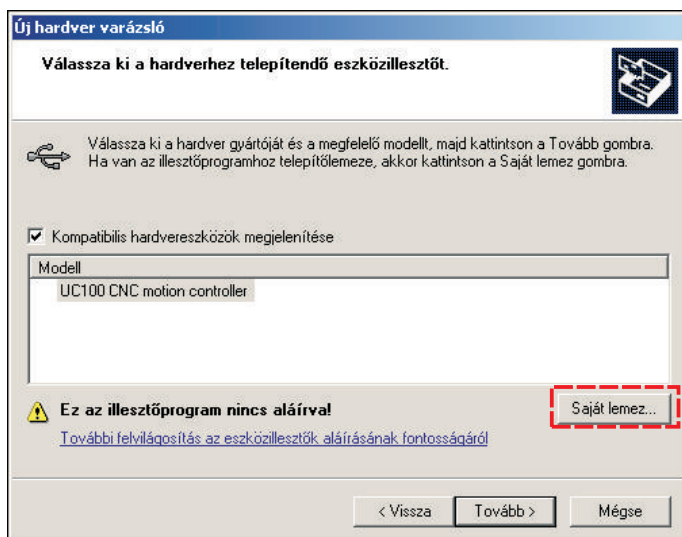 Új hardver varázsló
Válassza ki a hardverhez telepítendő eszközillesztőt.
Válassza ki a hardver gyártóját és a megfelelő modellt, majd kattintson a Tovább gombra.
Ha van az illesztőprogramhoz telepítőlemeze, akkor kattintson a Saját lemez gombra.
Kompatibilis hardvereszközök megjelenítése
Modell
UC100 CNC motion controller
Ez az illesztőprogram nincs aláírva!
Saját lemez...
További felvilágosítás az eszközillesztők aláírásának fontosságáról
< Vissza
Tovább >
Mégse